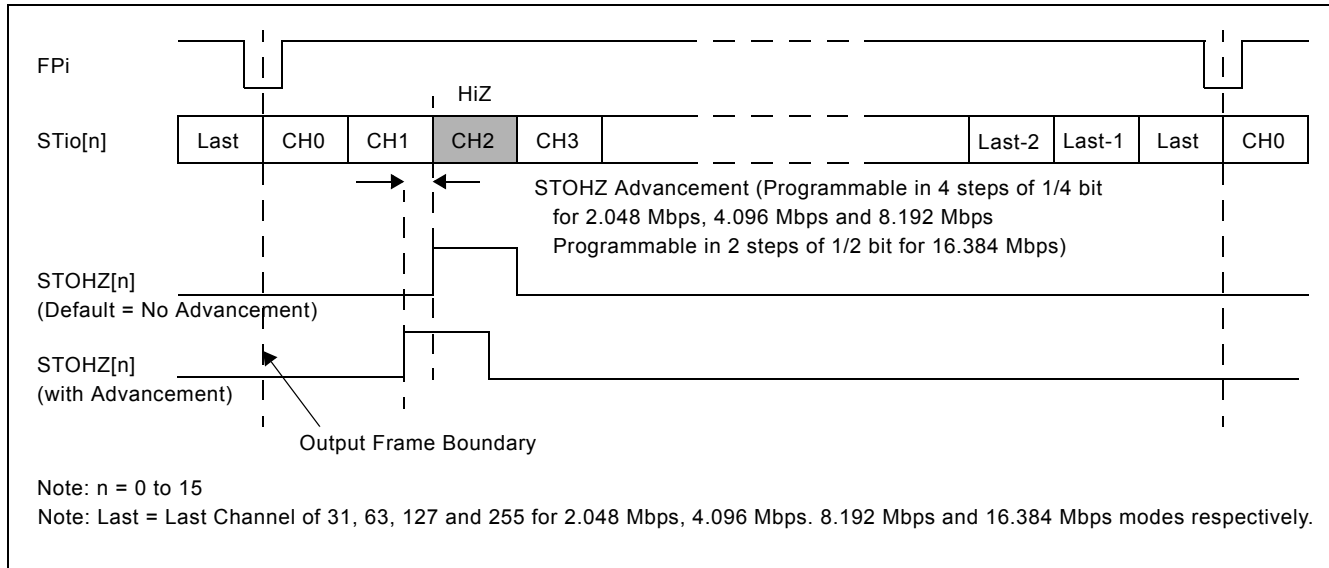 FPi
HiZ
STio[n]
Last CH0 CH1 CH2 CH3 Last-2 Last-1 Last CH0
STOHZ Advancement (Programmable in 4 steps of 1/4 bit
for 2.048 Mbps, 4.096 Mbps and 8.192 Mbps
Programmable in 2 steps of 1/2 bit for 16.384 Mbps)
STOHZ[n]
(Default = No Advancement)
STOHZ[n]
(with Advancement)
Output Frame Boundary
Note: n = 0 to 15
Note: Last = Last Channel of 31, 63, 127 and 255 for 2.048 Mbps, 4.096 Mbps. 8.192 Mbps and 16.384 Mbps modes respectively.